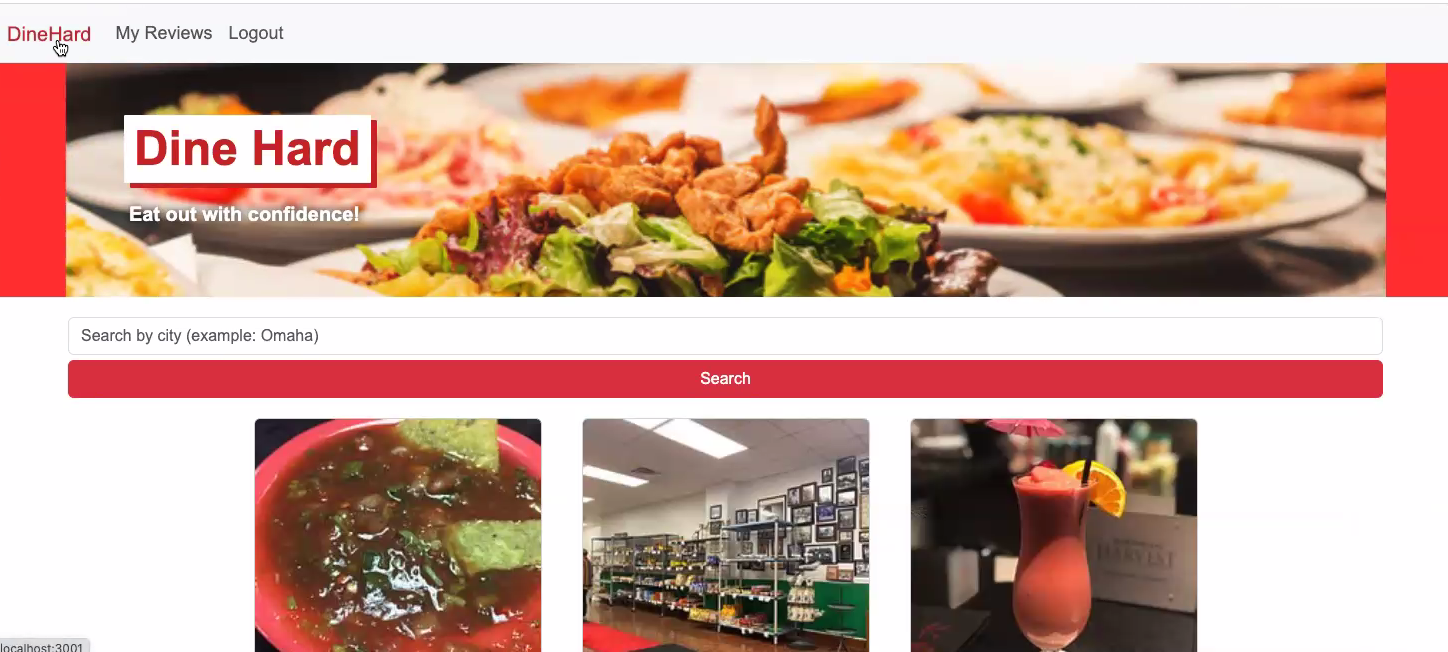 DineHard My Reviews Logout
Dine Hard
Eat out with confidence!
Search by city (example: Omaha)
Search
HARVEST
localhost:3001